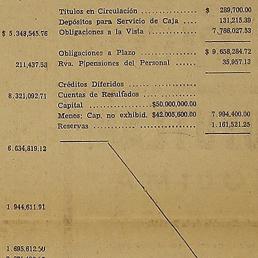 Títulos en Circulación ............ $ 289,700.00
Depósitos para Servicio de Caja .... 131,215.39
$ 5.348,545.76 Obligaciones a la Vista ............. 7,788,027.53
Obligaciones a Plazo .............. $ 9,658,284.72
211,437.53 Rva. P|pensiones del Personal .... 35,957.13
Créditos Diferidos ...............
8.321,092.71 Cuentas de Resultados ............
Capital ............$50,000,000.00
Menos; Cap. no exhibid. $42,005,600.00 7,994,400.00
Reservas ......................... 1,161,521.25
6.634,819.12
1.944,611.91
1.695,612.50